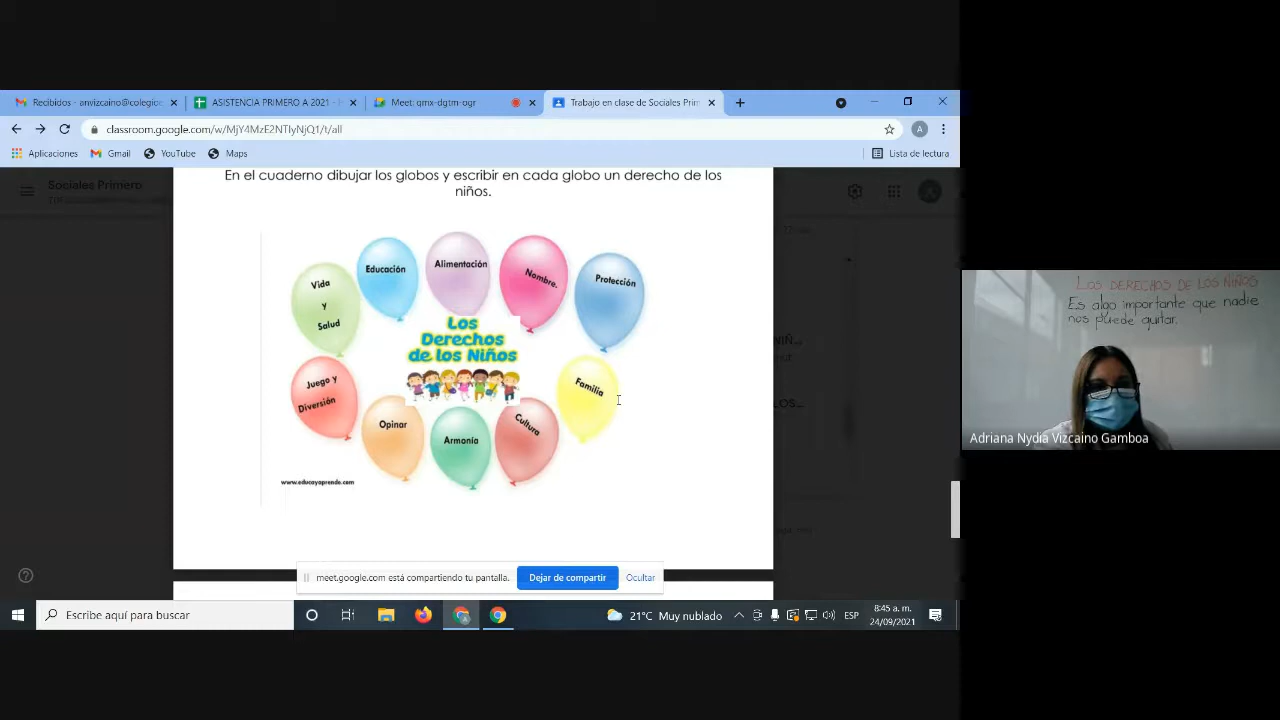 Recibidos - anvizcaino@colegio
ASISTENCIA PRIMERO A 2021 -
Meet: qmx-dgtm-ogr
Trabajo en clase de Sociales Prim
classroom.google.com/w/MjY4MzE2NTIyNjQ1/t/all
A
Aplicaciones
Gmail
YouTube
Maps
Lista de lectura
Sociales Primero
En el cuaderno dibujar los globos y escribir en cada globo un derecho de los
niños.
Vida
y
Salud
Educación
Alimentación
Nombre.
Protección
Los
Derechos
de los Niños
Juego y
Diversión
Opinar
Armonía
Cultura
Familia
www.educayaprende.com
meet.google.com está compartiendo tu pantalla.
Dejar de compartir
Ocultar
Escribe aquí para buscar
21°C Muy nublado
ESP
8:45 a. m.
24/09/2021
LOS DERECHOS DE LOS NIÑOS
Es algo importante que nadie
nos puede quitar.
Adriana Nydia Vizcaino Gamboa